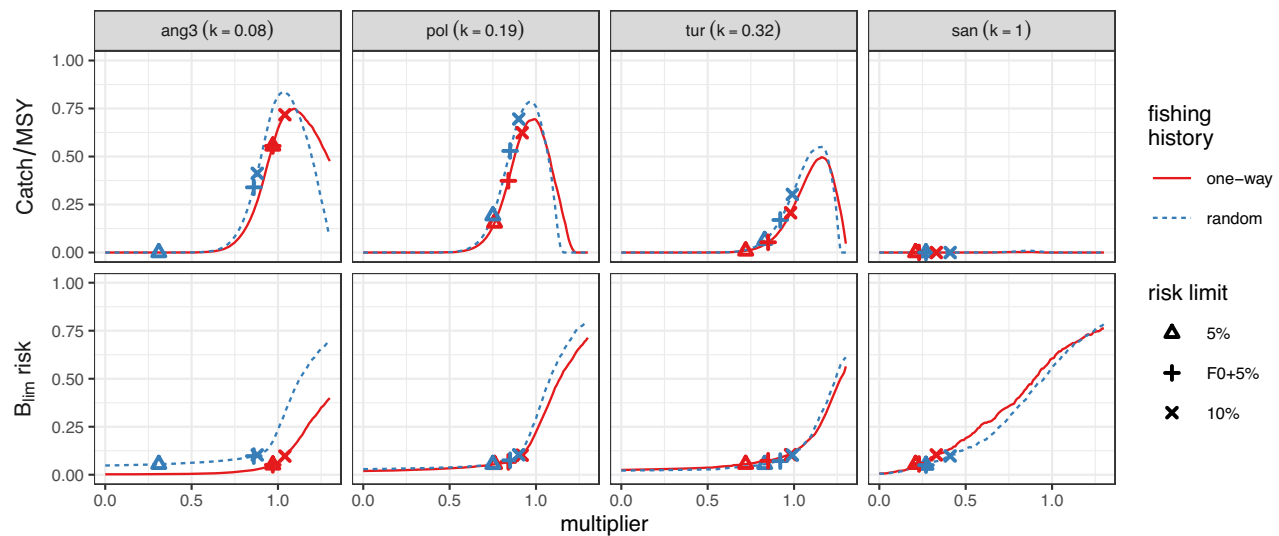 ang3 (k = 0.08)
pol (k = 0.19)
tur (k = 0.32)
san (k = 1)
Catch/MSY
1.00
0.75
0.50
0.25
0.00
Blim risk
1.00
0.75
0.50
0.25
0.00
0.0 0.5 1.0
0.0 0.5 1.0
0.0 0.5 1.0
0.0 0.5 1.0
multiplier
fishing
history
one−way
random
risk limit
5%
F0+5%
10%